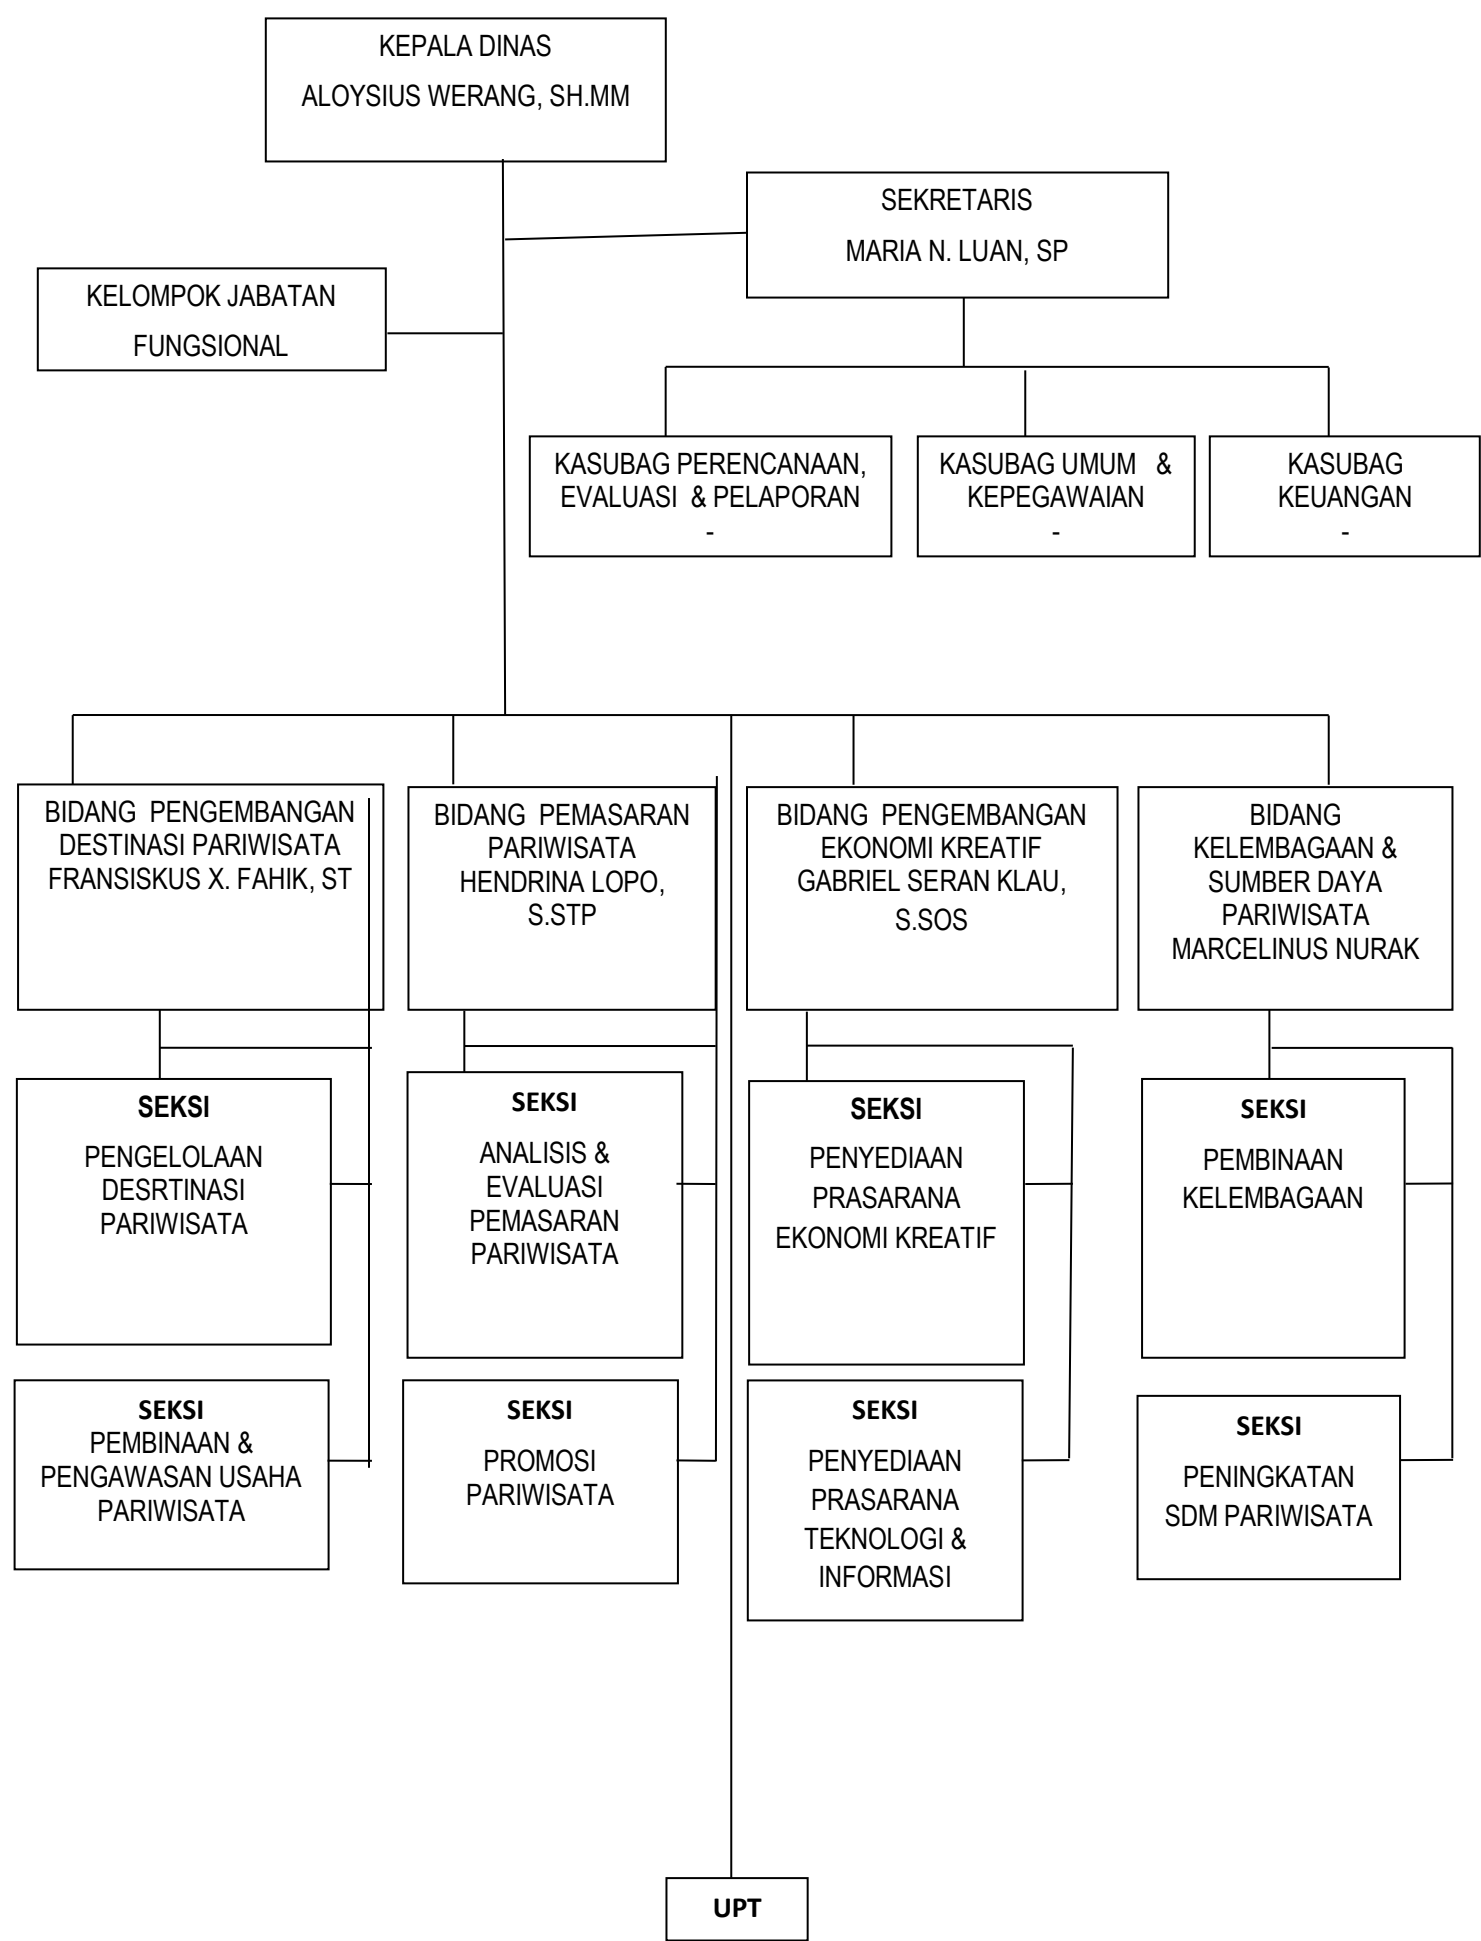 KEPALA DINAS
ALOYSIUS WERANG, SH.MM
SEKRETARIS
MARIA N. LUAN, SP
KELOMPOK JABATAN
FUNGSIONAL
KASUBAG PERENCANAAN,
EVALUASI & PELAPORAN
-
KASUBAG UMUM &
KEPEGAWAIAN
-
KASUBAG
KEUANGAN
-
BIDANG PENGEMBANGAN
DESTINASI PARIWISATA
FRANSISKUS X. FAHIK, ST
BIDANG PEMASARAN
PARIWISATA
HENDRINA LOPO,
S.STP
BIDANG PENGEMBANGAN
EKONOMI KREATIF
GABRIEL SERAN KLAU,
S.SOS
BIDANG
KELEMBAGAAN &
SUMBER DAYA
PARIWISATA
MARCELINUS NURAK
SEKSI
PENGELOLAAN
DESRTINASI
PARIWISATA
SEKSI
ANALISIS &
EVALUASI
PEMASARAN
PARIWISATA
SEKSI
PENYEDIAAN
PRASARANA
EKONOMI KREATIF
SEKSI
PEMBINAAN
KELEMBAGAAN
SEKSI
PEMBINAAN &
PENGAWASAN USAHA
PARIWISATA
SEKSI
PROMOSI
PARIWISATA
SEKSI
PENYEDIAAN
PRASARANA
TEKNOLOGI &
INFORMASI
SEKSI
PENINGKATAN
SDM PARIWISATA
UPT